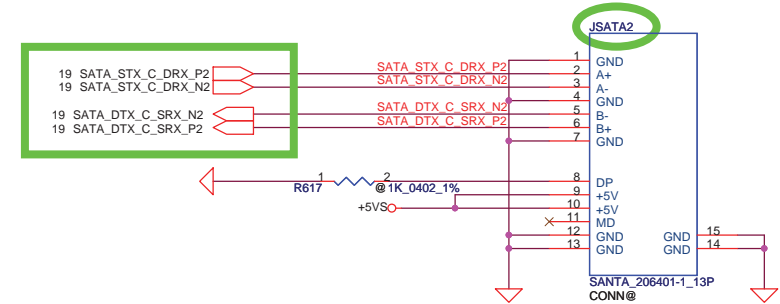 JSATA2
1 GND
19 SATA_STX_C_DRX_P2 SATA_STX_C_DRX_P2 2 A+
19 SATA_STX_C_DRX_N2 SATA_STX_C_DRX_N2 3 A-
4 GND
19 SATA_DTX_C_SRX_N2 SATA_DTX_C_SRX_N2 5 B-
19 SATA_DTX_C_SRX_P2 SATA_DTX_C_SRX_P2 6 B+
7 GND
1 2 8 DP
R617 @1K_0402_1% 9 +5V
+5VS 10 +5V
11 MD
12 GND GND 15
13 GND GND 14
SANTA_206401-1_13P
CONN@